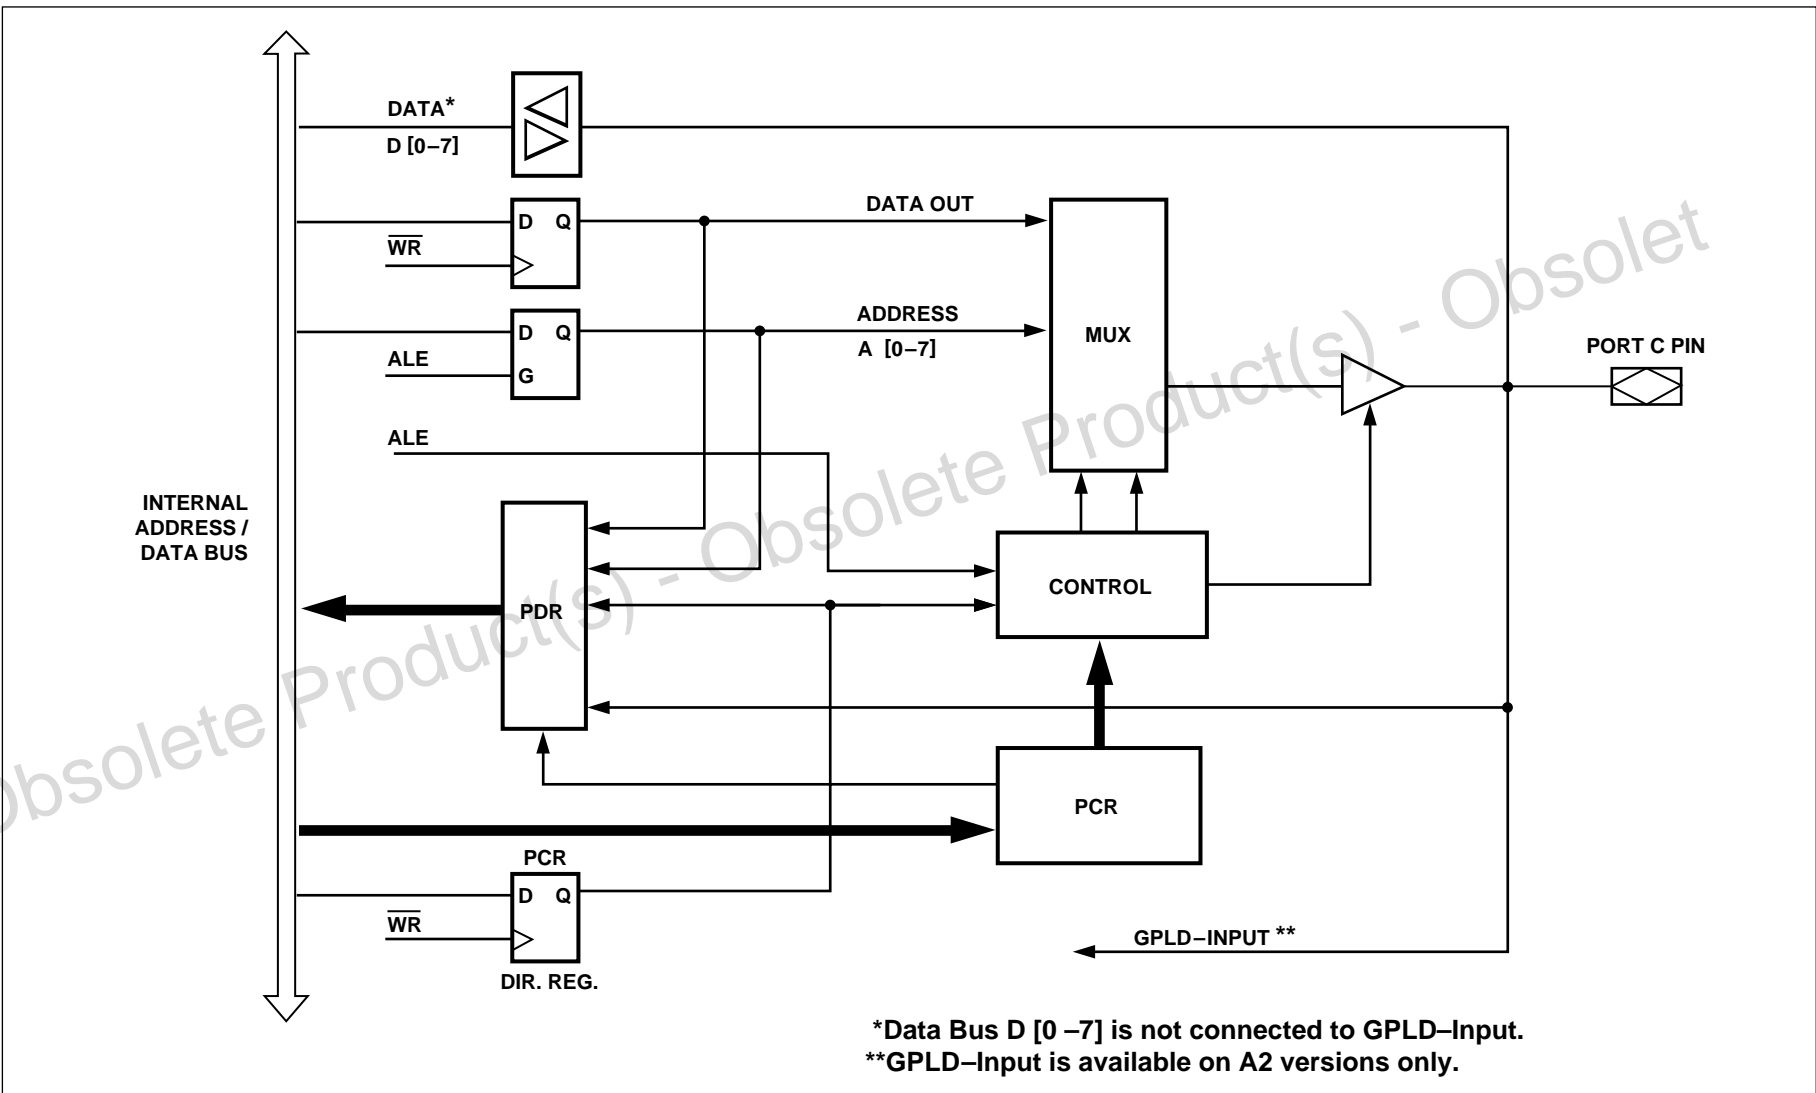 DATA*
D [0–7]
D Q
WR
DATA OUT
D Q
ALE
G
ADDRESS
A [0–7]
MUX
PORT C PIN
ALE
INTERNAL
ADDRESS /
DATA BUS
PDR
CONTROL
PCR
PCR
D Q
WR
DIR. REG.
GPLD–INPUT **
*Data Bus D [0 –7] is not connected to GPLD–Input.
**GPLD–Input is available on A2 versions only.
Obsolete Product(s) - Obsolete Product(s) - Obsolet